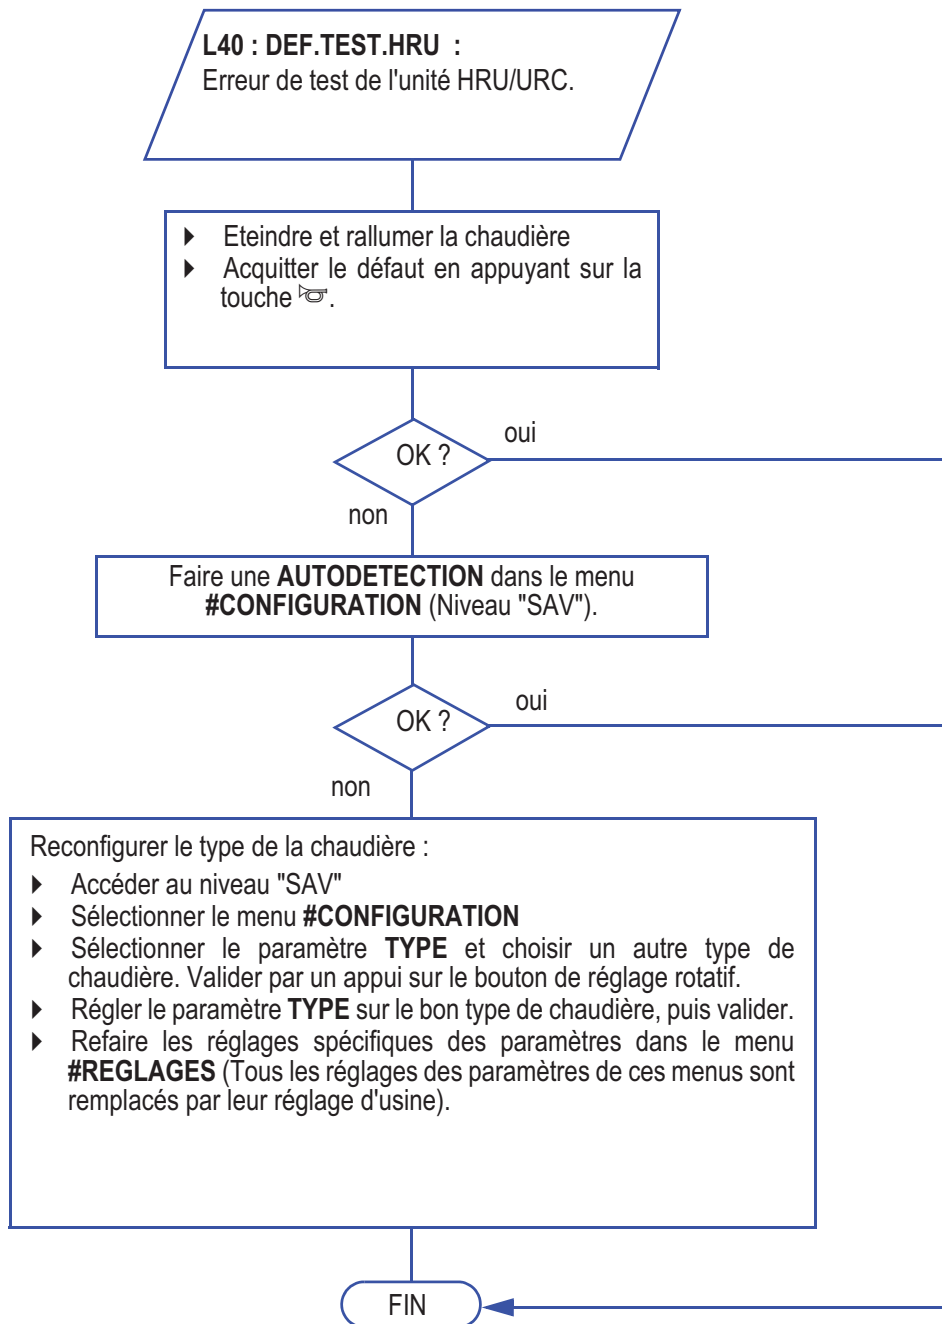 L40 : DEF.TEST.HRU :
Erreur de test de l'unité HRU/URC.
Eteindre et rallumer la chaudière
Acquitter le défaut en appuyant sur la
touche .
OK ?
oui
non
Faire une AUTODETECTION dans le menu
#CONFIGURATION (Niveau "SAV").
OK ?
oui
non
Reconfigurer le type de la chaudière :
Accéder au niveau "SAV"
Sélectionner le menu #CONFIGURATION
Sélectionner le paramètre TYPE et choisir un autre type de
chaudière. Valider par un appui sur le bouton de réglage rotatif.
Régler le paramètre TYPE sur le bon type de chaudière, puis valider.
Refaire les réglages spécifiques des paramètres dans le menu
#REGLAGES (Tous les réglages des paramètres de ces menus sont
remplacés par leur réglage d'usine).
FIN